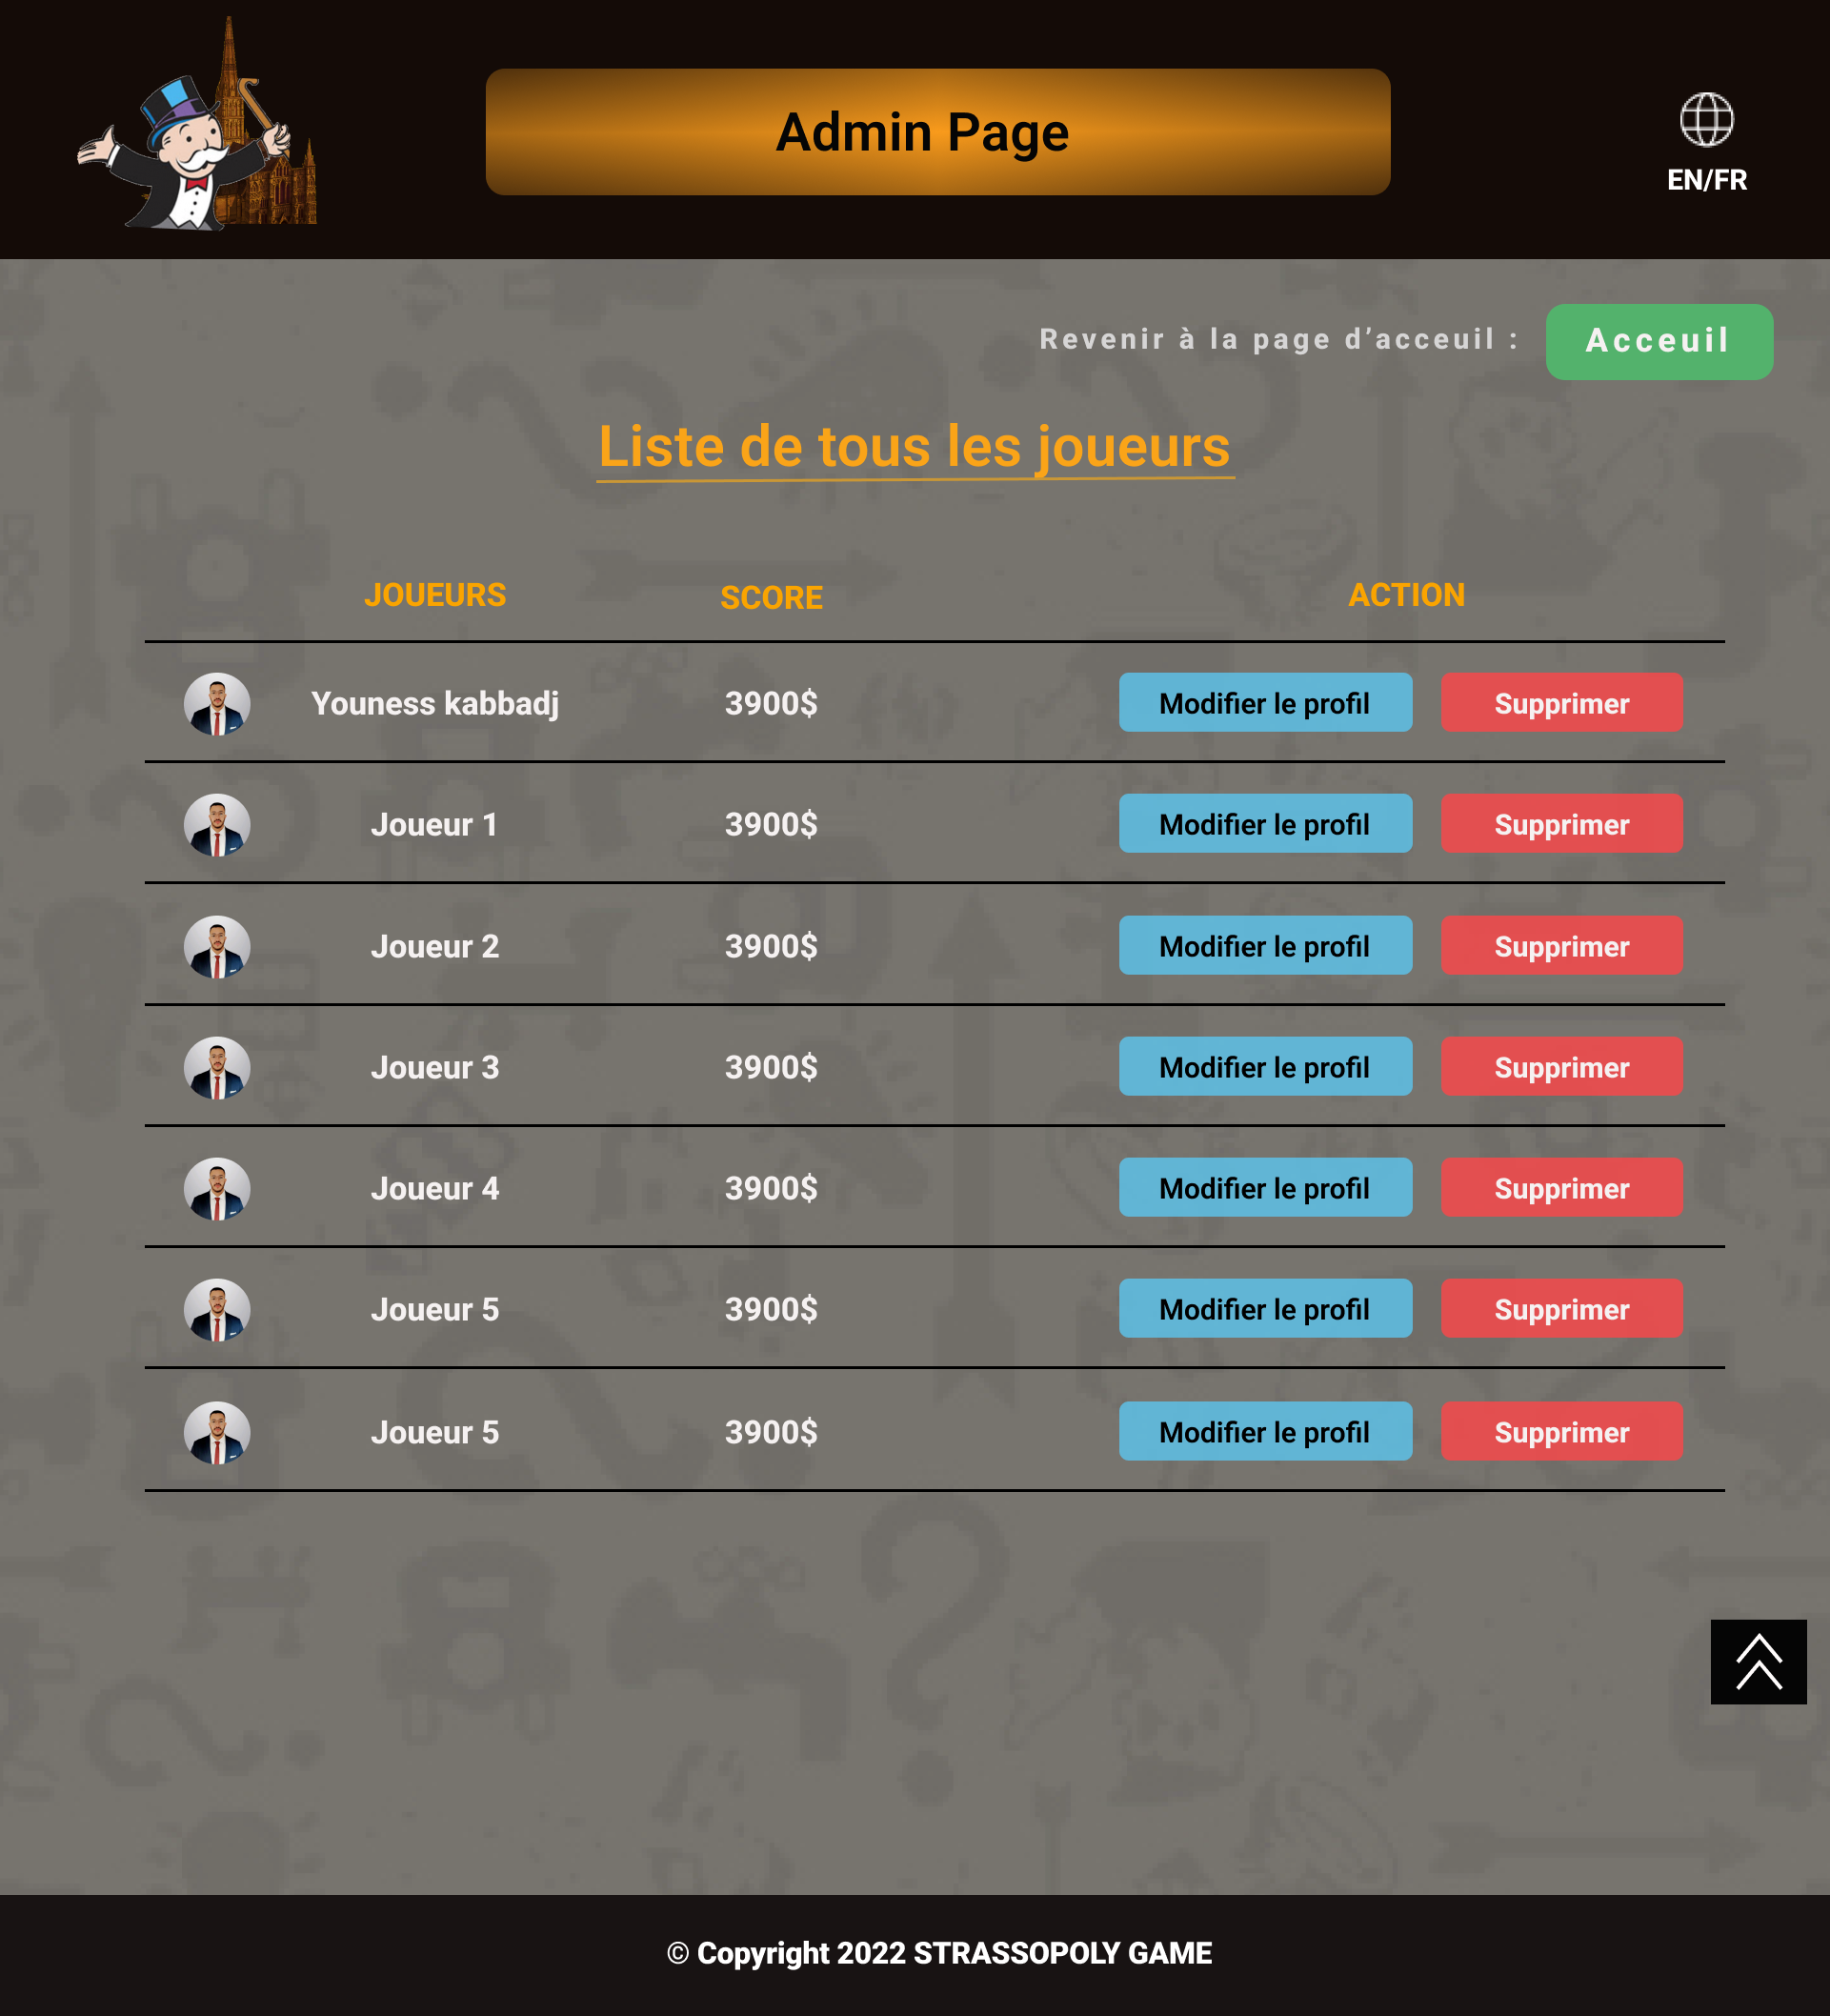 Admin Page
EN/FR
Revenir à la page d’acceuil :
Acceuil
Liste de tous les joueurs
JOUEURS SCORE ACTION
Youness kabbadj 3900$ Modifier le profil Supprimer
Joueur 1 3900$ Modifier le profil Supprimer
Joueur 2 3900$ Modifier le profil Supprimer
Joueur 3 3900$ Modifier le profil Supprimer
Joueur 4 3900$ Modifier le profil Supprimer
Joueur 5 3900$ Modifier le profil Supprimer
Joueur 5 3900$ Modifier le profil Supprimer
© Copyright 2022 STRASSOPOLY GAME